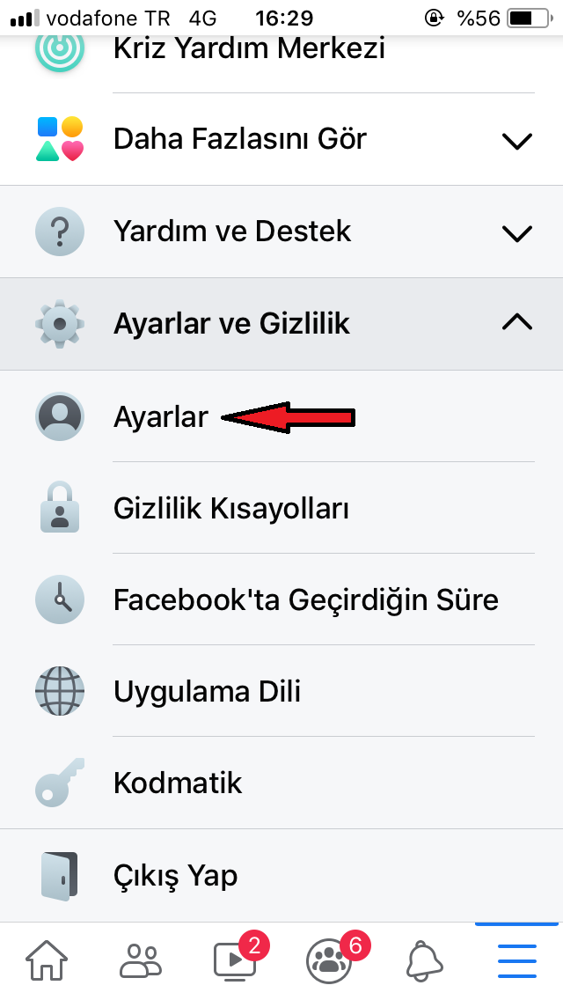 vodafone TR 4G 16:29 %56
Kriz Yardım Merkezi
Daha Fazlasını Gör
Yardım ve Destek
Ayarlar ve Gizlilik
Ayarlar
Gizlilik Kısayolları
Facebook'ta Geçirdiğin Süre
Uygulama Dili
Kodmatik
Çıkış Yap
2 6